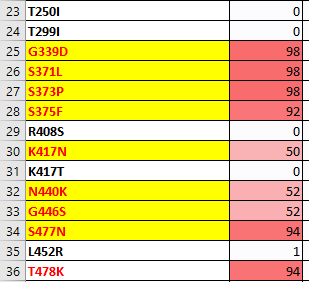 23 T250I 0
24 T299I 0
25 G339D 98
26 S371L 98
27 S373P 98
28 S375F 92
29 R408S 0
30 K417N 50
31 K417T 0
32 N440K 52
33 G446S 52
34 S477N 94
35 L452R 1
36 T478K 94